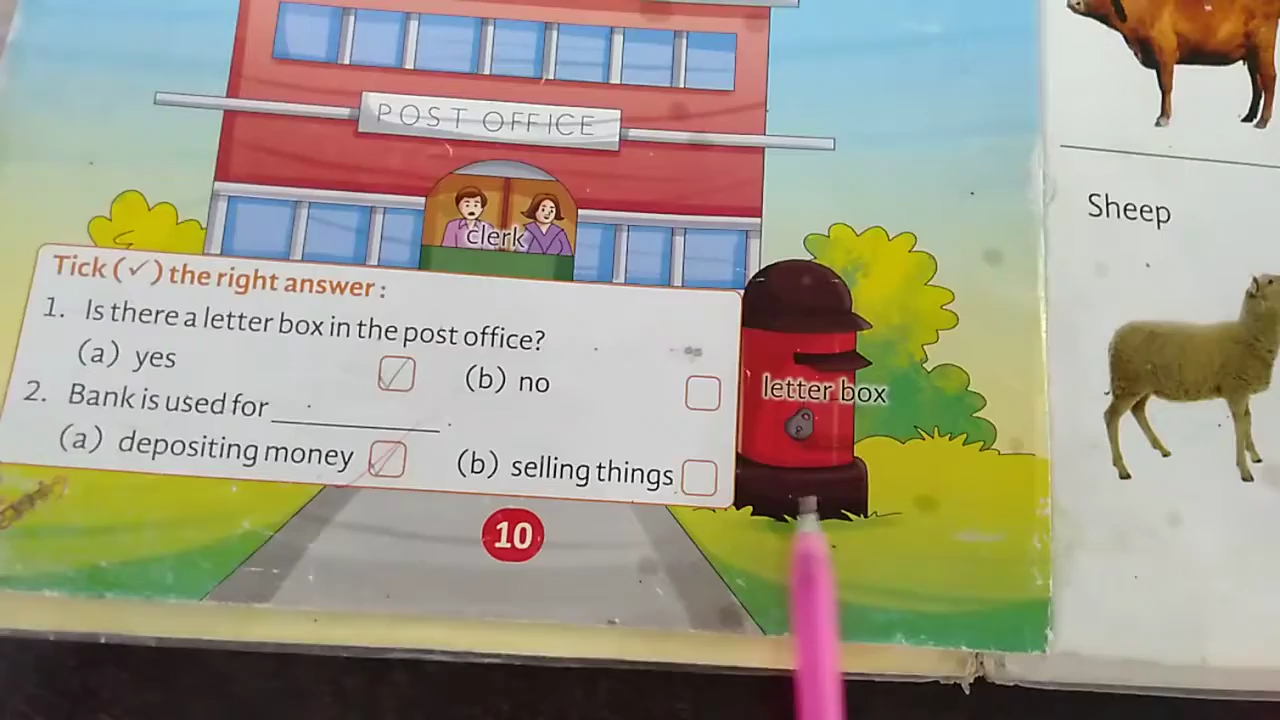 POST OFFICE
clerk
Tick (✓) the right answer :
1. Is there a letter box in the post office?
(a) yes ✓ (b) no
2. Bank is used for ________ .
(a) depositing money ✓ (b) selling things
letter box
10
Sheep